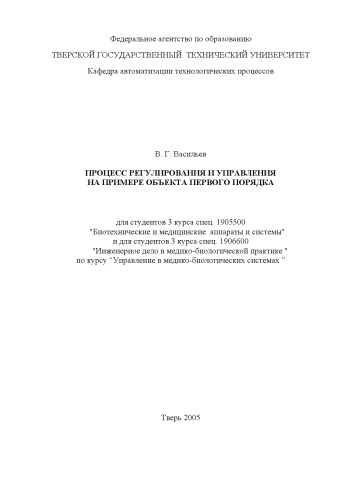 Федеральное агентство по образованию
ТВЕРСКОЙ ГОСУДАРСТВЕННЫЙ ТЕХНИЧЕСКИЙ УНИВЕРСИТЕТ
Кафедра автоматизации технологических процессов
В. Г. Васильев
ПРОЦЕСС РЕГУЛИРОВАНИЯ И УПРАВЛЕНИЯ
НА ПРИМЕРЕ ОБЪЕКТА ПЕРВОГО ПОРЯДКА
для студентов 3 курса спец. 1905500
"Биотехнические и медицинские аппараты и системы"
и для студентов 3 курса спец. 1906600
"Инженерное дело в медико-биологической практике "
по курсу “Управление в медико-биологических системах ”
Тверь 2005